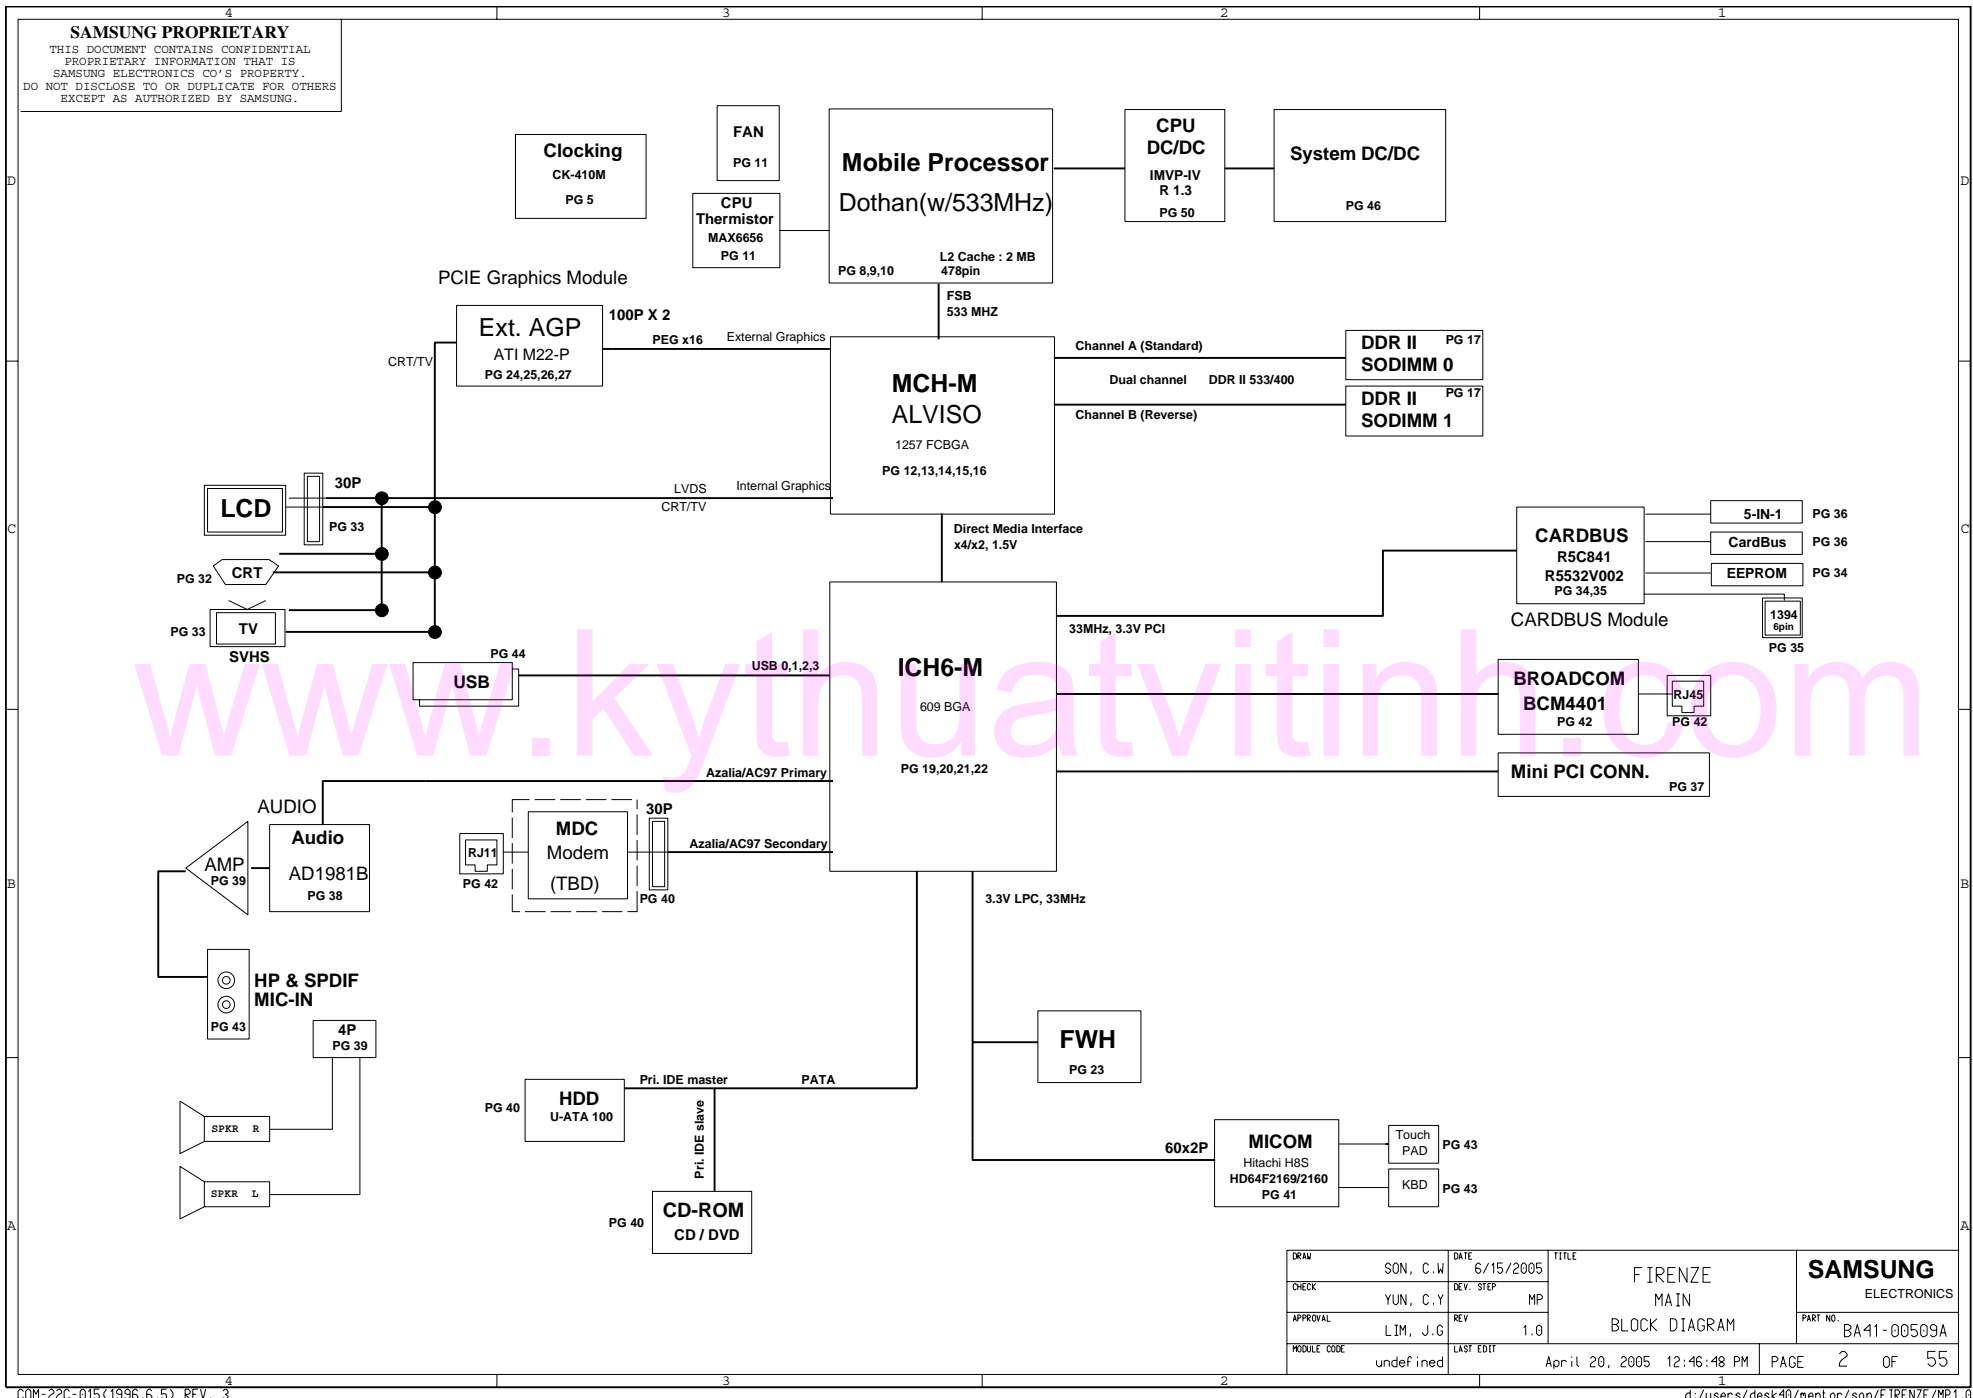 4
3
2
1
SAMSUNG PROPRIETARY
THIS DOCUMENT CONTAINS CONFIDENTIAL
PROPRIETARY INFORMATION THAT IS
SAMSUNG ELECTRONICS CO'S PROPERTY.
DO NOT DISCLOSE TO OR DUPLICATE FOR OTHERS
EXCEPT AS AUTHORIZED BY SAMSUNG.
D
D
Clocking
CK-410M
PG 5
FAN
PG 11
CPU
Thermistor
MAX6656
PG 11
Mobile Processor
Dothan(w/533MHz)
L2 Cache : 2 MB
PG 8,9,10
478pin
CPU
DC/DC
IMVP-IV
R 1.3
PG 50
System DC/DC
PG 46
FSB
533 MHZ
PCIE Graphics Module
Ext. AGP
ATI M22-P
PG 24,25,26,27
100P X 2
PEG x16
External Graphics
CRT/TV
MCH-M
ALVISO
1257 FCBGA
PG 12,13,14,15,16
Channel A (Standard)
Dual channel
DDR II 533/400
Channel B (Reverse)
DDR II
PG 17
SODIMM 0
DDR II
PG 17
SODIMM 1
LCD
30P
PG 33
LVDS
Internal Graphics
CRT/TV
PG 32
CRT
PG 33
TV
SVHS
C
C
Direct Media Interface
x4/x2, 1.5V
CARDBUS
R5C841
R5532V002
PG 34,35
CARDBUS Module
5-IN-1
PG 36
CardBus
PG 36
EEPROM
PG 34
1394
6pin
PG 35
33MHz, 3.3V PCI
PG 44
USB
USB 0,1,2,3
ICH6-M
609 BGA
PG 19,20,21,22
BROADCOM
BCM4401
PG 42
RJ45
PG 42
Mini PCI CONN.
PG 37
www.kythuatvitinh.com
Azalia/AC97 Primary
AUDIO
Audio
AD1981B
PG 38
AMP
PG 39
RJ11
PG 42
MDC
Modem
(TBD)
30P
PG 40
Azalia/AC97 Secondary
B
B
3.3V LPC, 33MHz
HP & SPDIF
MIC-IN
PG 43
4P
PG 39
SPKR R
SPKR L
FWH
PG 23
Pri. IDE master
PATA
PG 40
HDD
U-ATA 100
Pri. IDE slave
PG 40
CD-ROM
CD / DVD
60x2P
MICOM
Hitachi H8S
HD64F2169/2160
PG 41
Touch
PAD
PG 43
KBD
PG 43
A
A
DRAW
SON, C.W
DATE
6/15/2005
TITLE
FIRENZE
MAIN
BLOCK DIAGRAM
SAMSUNG
ELECTRONICS
CHECK
YUN, C.Y
DEV. STEP
MP
APPROVAL
LIM, J.G
REV
1.0
PART NO.
BA41-00509A
MODULE CODE
undefined
LAST EDIT
April 20, 2005 12:46:48 PM
PAGE 2 OF 55
4
3
2
1
COM-22C-015(1996.6.5) REV. 3
d:/users/desk40/mentor/son/FIRENZE/MP1.0